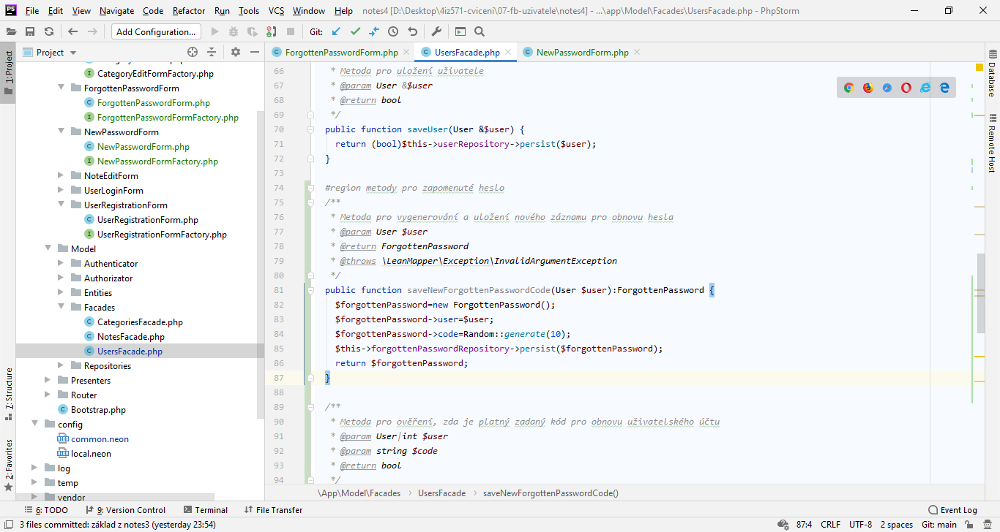 File Edit View Navigate Code Refactor Run Tools VCS Window Help notes4 [D:\Desktop\4iz571-cviceni\07-fb-uzivatele\notes4] - ...\app\Model\Facades\UsersFacade.php - PhpStorm
Add Configuration... Git:
Project ForgottenPasswordForm.php UsersFacade.php NewPasswordForm.php
1: Project
7: Structure
2: Favorites
CategoryEditFormFactory.php
ForgottenPasswordForm
ForgottenPasswordForm.php
ForgottenPasswordFormFactory.php
NewPasswordForm
NewPasswordForm.php
NewPasswordFormFactory.php
NoteEditForm
UserLoginForm
UserRegistrationForm
UserRegistrationForm.php
UserRegistrationFormFactory.php
Model
Authenticator
Authorizator
Entities
Facades
CategoriesFacade.php
NotesFacade.php
UsersFacade.php
Repositories
Presenters
Router
Bootstrap.php
config
common.neon
local.neon
log
temp
vendor
66 * Metoda pro uložení uživatele
67 * @param User &$user
68 * @return bool
69 */
70 public function saveUser(User &$user) {
71 return (bool)$this->userRepository->persist($user);
72 }
73
74 #region metody pro zapomenuté heslo
75 /**
76 * Metoda pro vygenerování a uložení nového záznamu pro obnovu hesla
77 * @param User $user
78 * @return ForgottenPassword
79 * @throws \LeanMapper\Exception\InvalidArgumentException
80 */
81 public function saveNewForgottenPasswordCode(User $user):ForgottenPassword {
82 $forgottenPassword=new ForgottenPassword();
83 $forgottenPassword->user=$user;
84 $forgottenPassword->code=Random::generate(10);
85 $this->forgottenPasswordRepository->persist($forgottenPassword);
86 return $forgottenPassword;
87 }
88
89 /**
90 * Metoda pro ověření, zda je platný zadaný kód pro obnovu uživatelského účtu
91 * @param User|int $user
92 * @param string $code
93 * @return bool
94 */
Database
Remote Host
\App\Model\Facades › UsersFacade › saveNewForgottenPasswordCode()
6: TODO 9: Version Control Terminal File Transfer Event Log
3 files committed: základ z notes3 (yesterday 23:54) 87:4 CRLF UTF-8 2 spaces Git: main